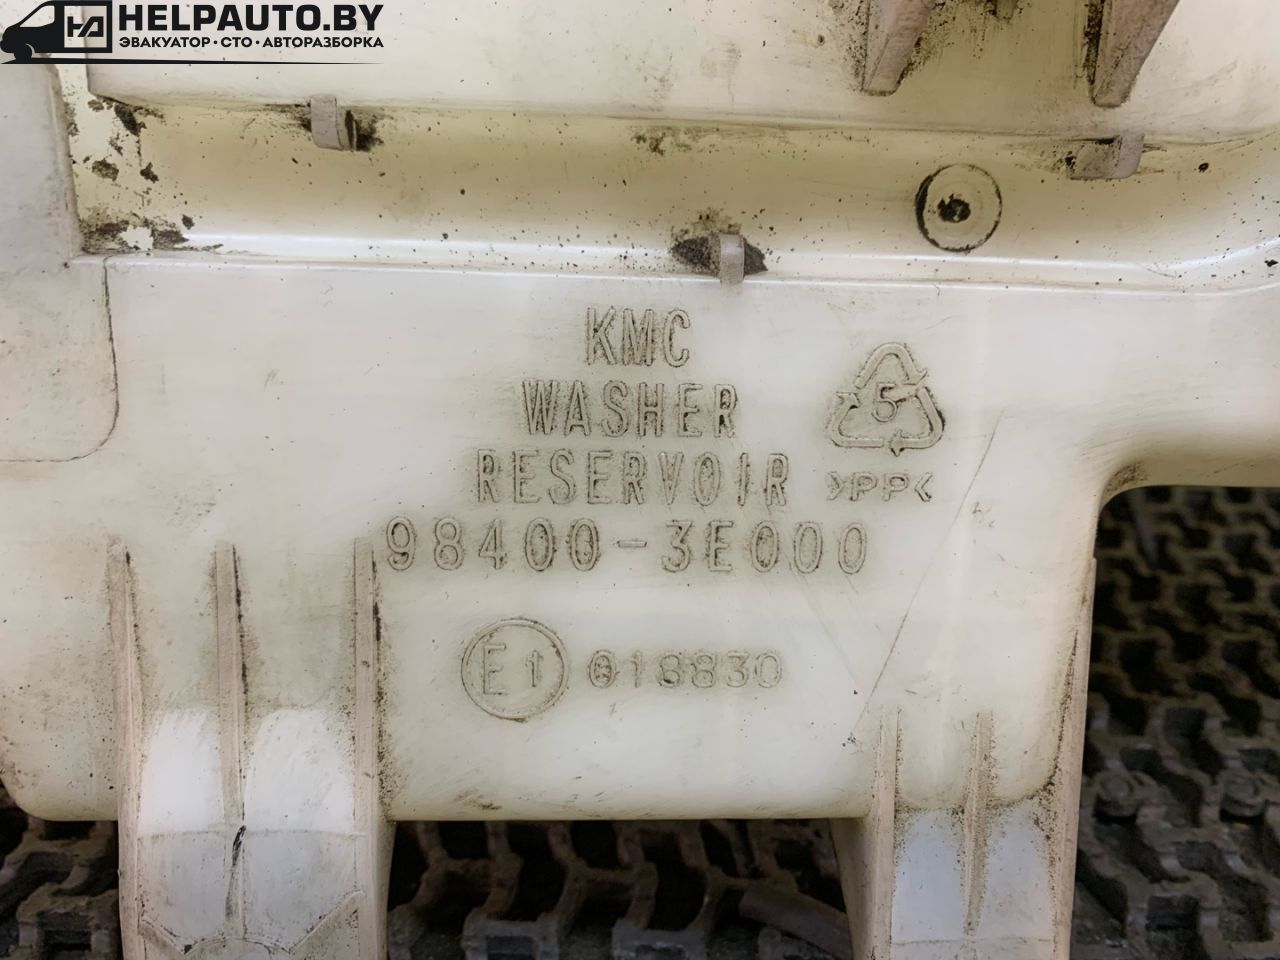 HELPAUTO.BY
ЭВАКУАТОР · СТО · АВТОРАЗБОРКА
KMC
WASHER
RESERVOIR
5
>PP<
98400-3E000
E1 018830